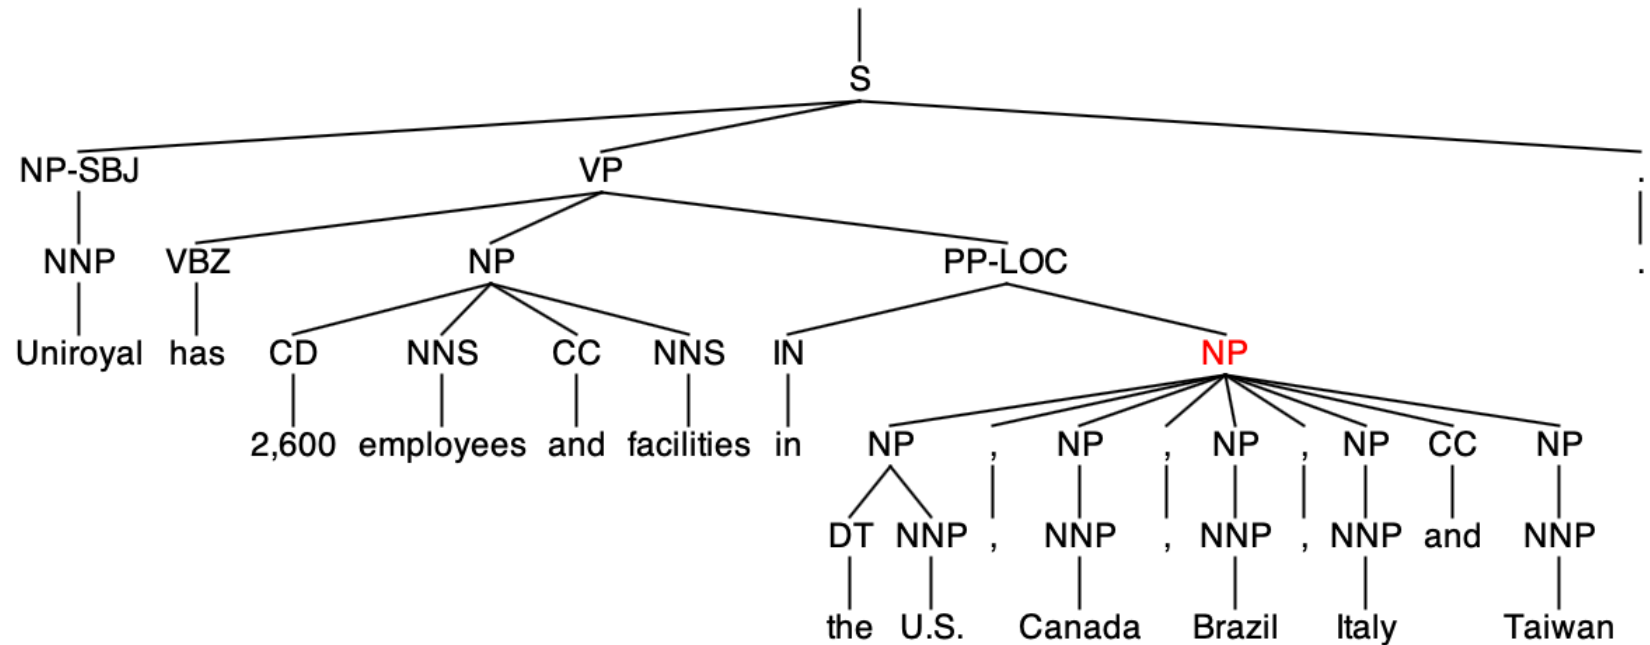 S
NP-SBJ VP .
NNP VBZ NP PP-LOC .
Uniroyal has CD NNS CC NNS IN NP
2,600 employees and facilities in NP , NP , NP , NP CC NP
DT NNP , NNP , NNP , NNP and NNP
the U.S. Canada Brazil Italy Taiwan